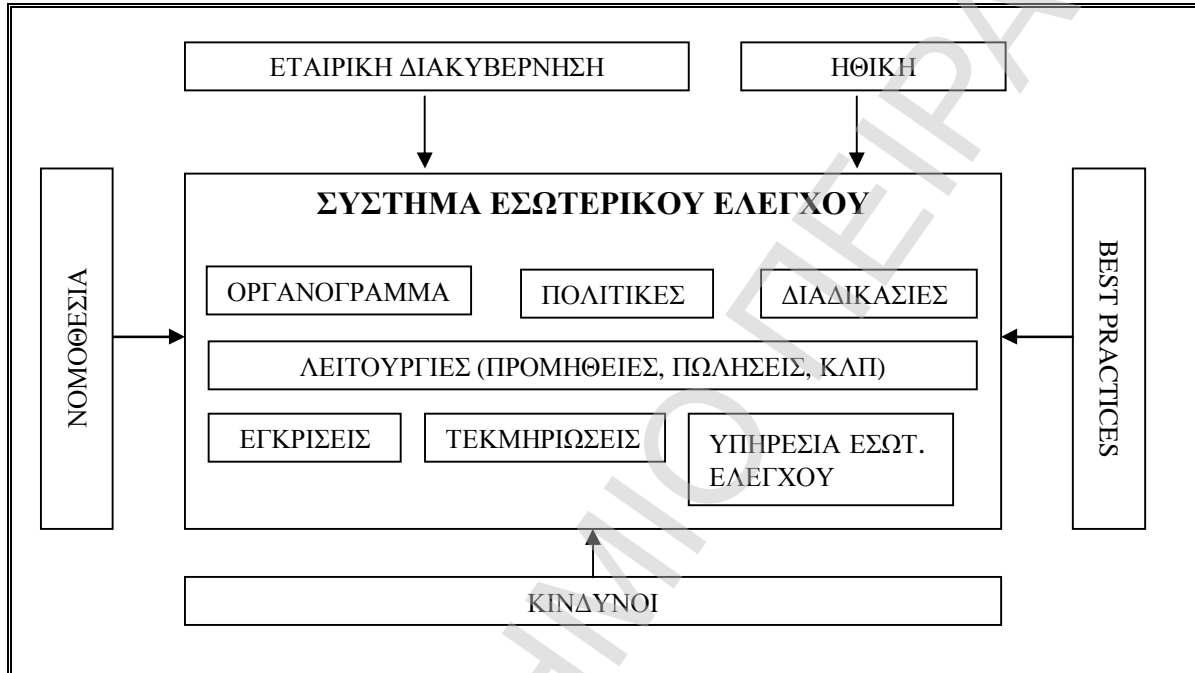 ΕΤΑΙΡΙΚΗ ΔΙΑΚΥΒΕΡΝΗΣΗ
ΗΘΙΚΗ
ΝΟΜΟΘΕΣΙΑ
ΣΥΣΤΗΜΑ ΕΣΩΤΕΡΙΚΟΥ ΕΛΕΓΧΟΥ
ΟΡΓΑΝΟΓΡΑΜΜΑ
ΠΟΛΙΤΙΚΕΣ
ΔΙΑΔΙΚΑΣΙΕΣ
ΛΕΙΤΟΥΡΓΙΕΣ (ΠΡΟΜΗΘΕΙΕΣ, ΠΩΛΗΣΕΙΣ, ΚΛΠ)
ΕΓΚΡΙΣΕΙΣ
ΤΕΚΜΗΡΙΩΣΕΙΣ
ΥΠΗΡΕΣΙΑ ΕΣΩΤ.
ΕΛΕΓΧΟΥ
BEST PRACTICES
ΚΙΝΔΥΝΟΙ